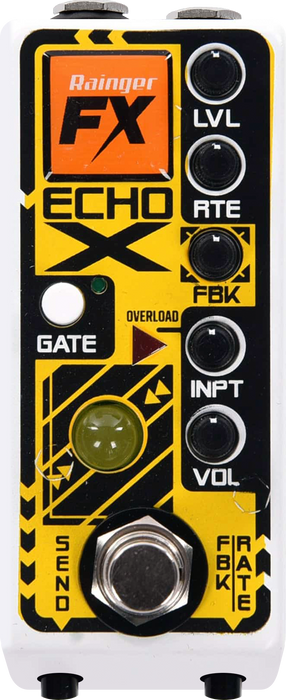 Rainger
FX
LVL
RTE
ECHO
X
FBK
OVERLOAD
GATE
INPT
VOL
SEND
FBK
RATE